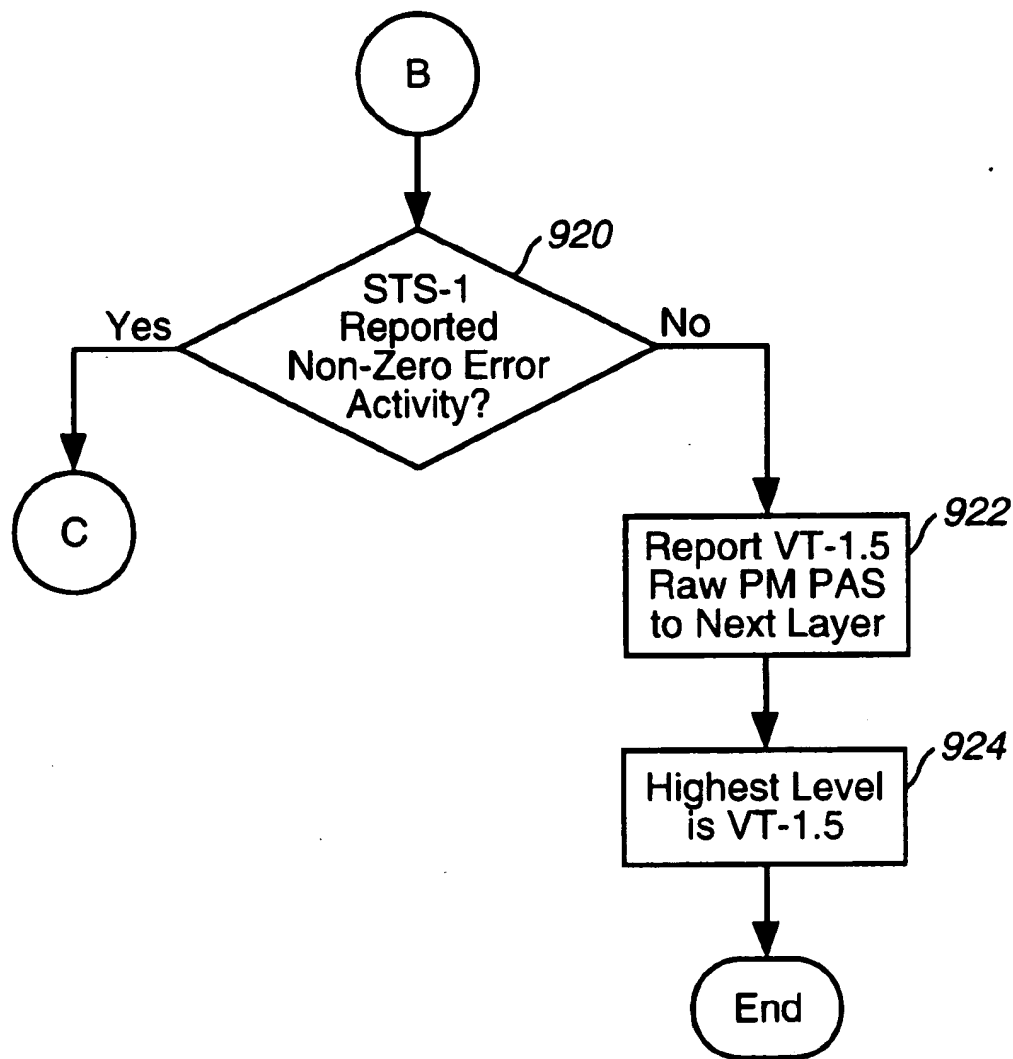 B
920
STS-1
Reported
Non-Zero Error
Activity?
Yes
No
C
922
Report VT-1.5
Raw PM PAS
to Next Layer
924
Highest Level
is VT-1.5
End